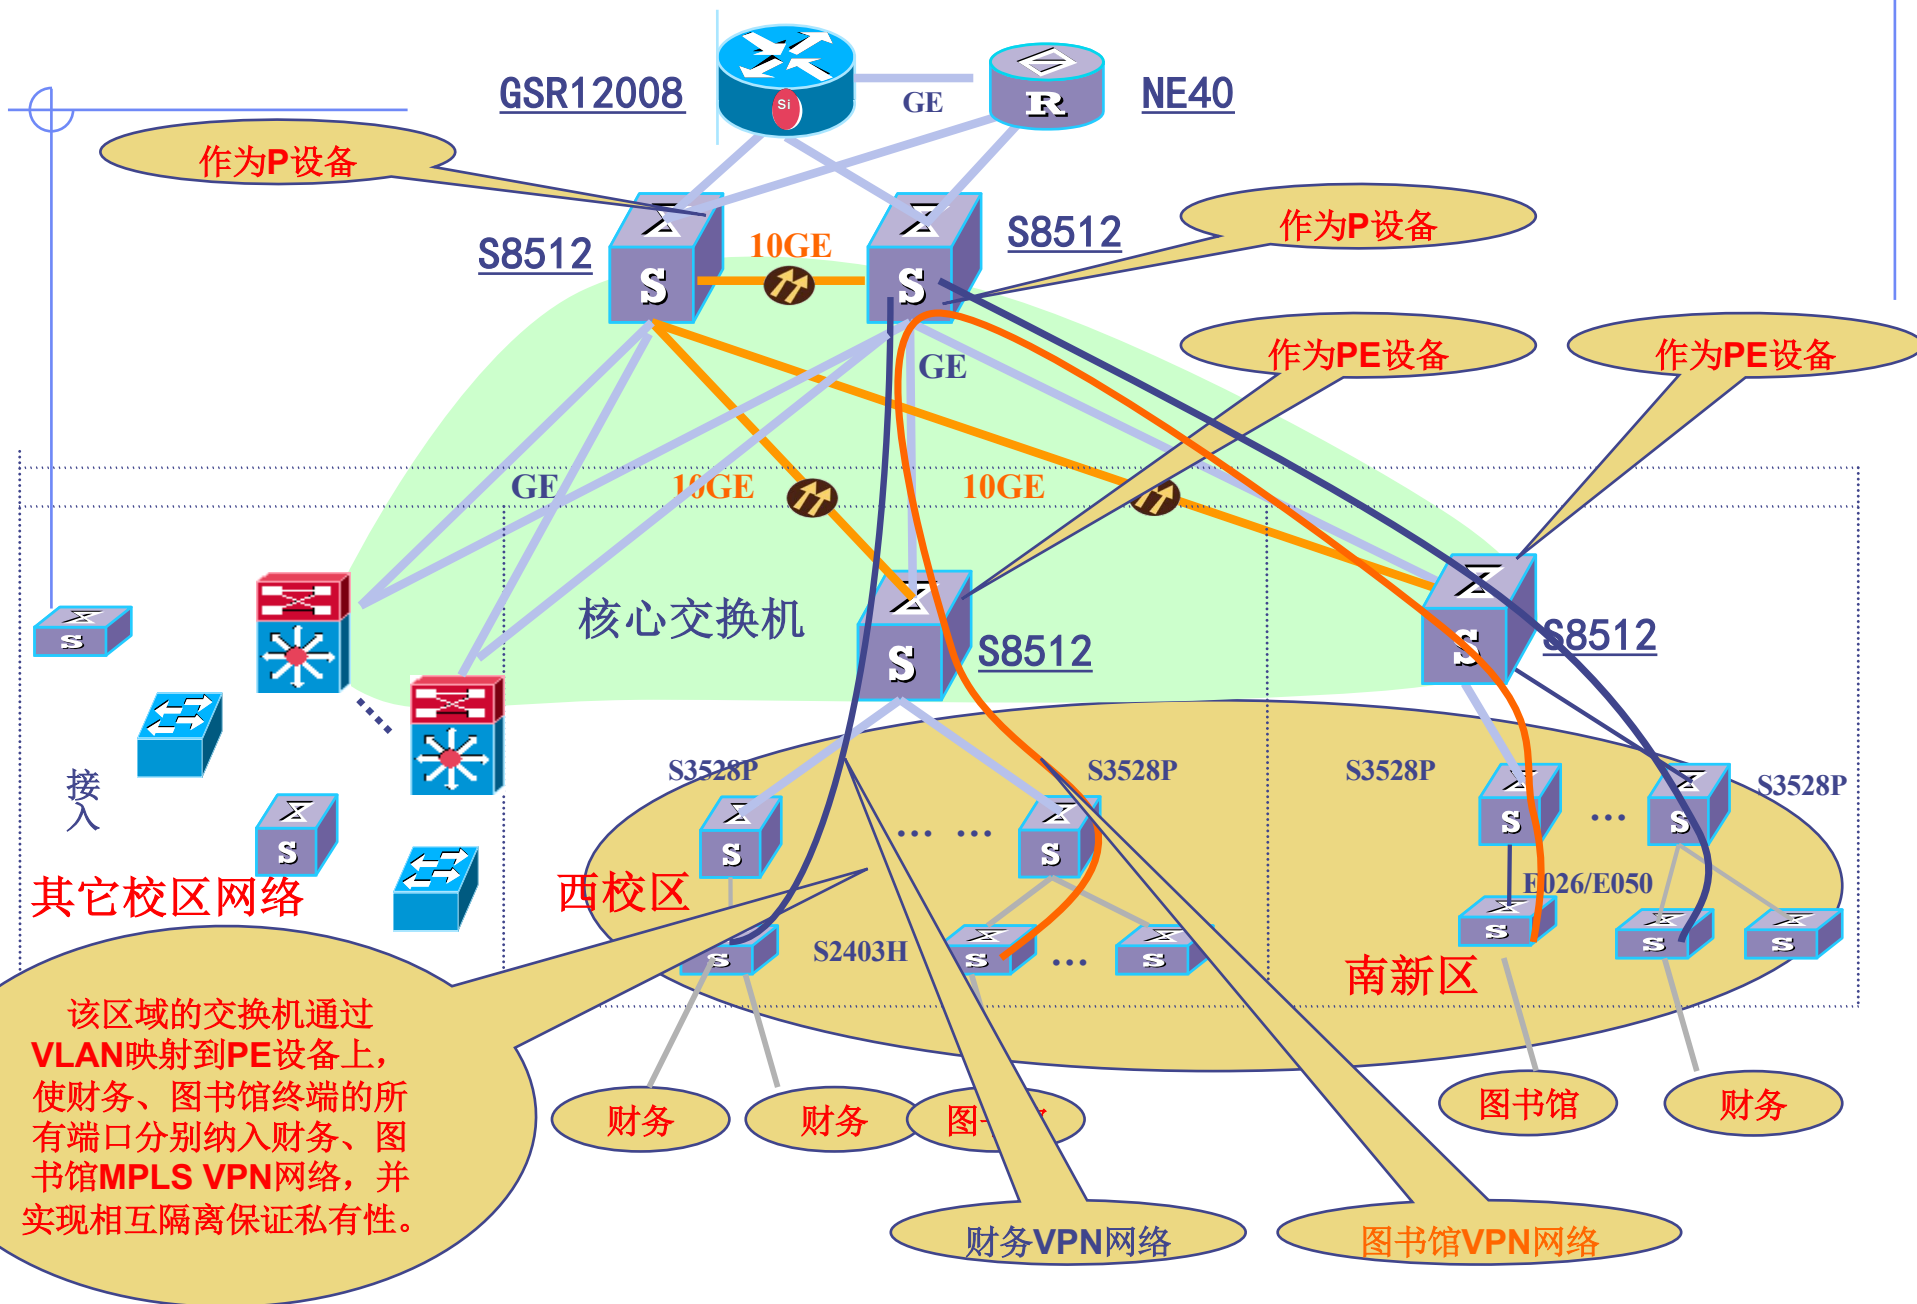 GSR12008
Si
GE
R
NE40
作为P设备
S8512
10GE
S8512
作为P设备
S
S
GE
作为PE设备
作为PE设备
GE
10GE
10GE
核心交换机
S
S8512
S
S8512
S
接入
S
其它校区网络
S3528P
S3528P
S3528P
S3528P
S
… …
S
S
…
S
西校区
E026/E050
S2403H
S
S
…
S
S
S
S
南新区
该区域的交换机通过
VLAN映射到PE设备上，
使财务、图书馆终端的所
有端口分别纳入财务、图
书馆MPLS VPN网络，并
实现相互隔离保证私有性。
财务
财务
图
图书馆
财务
财务VPN网络
图书馆VPN网络